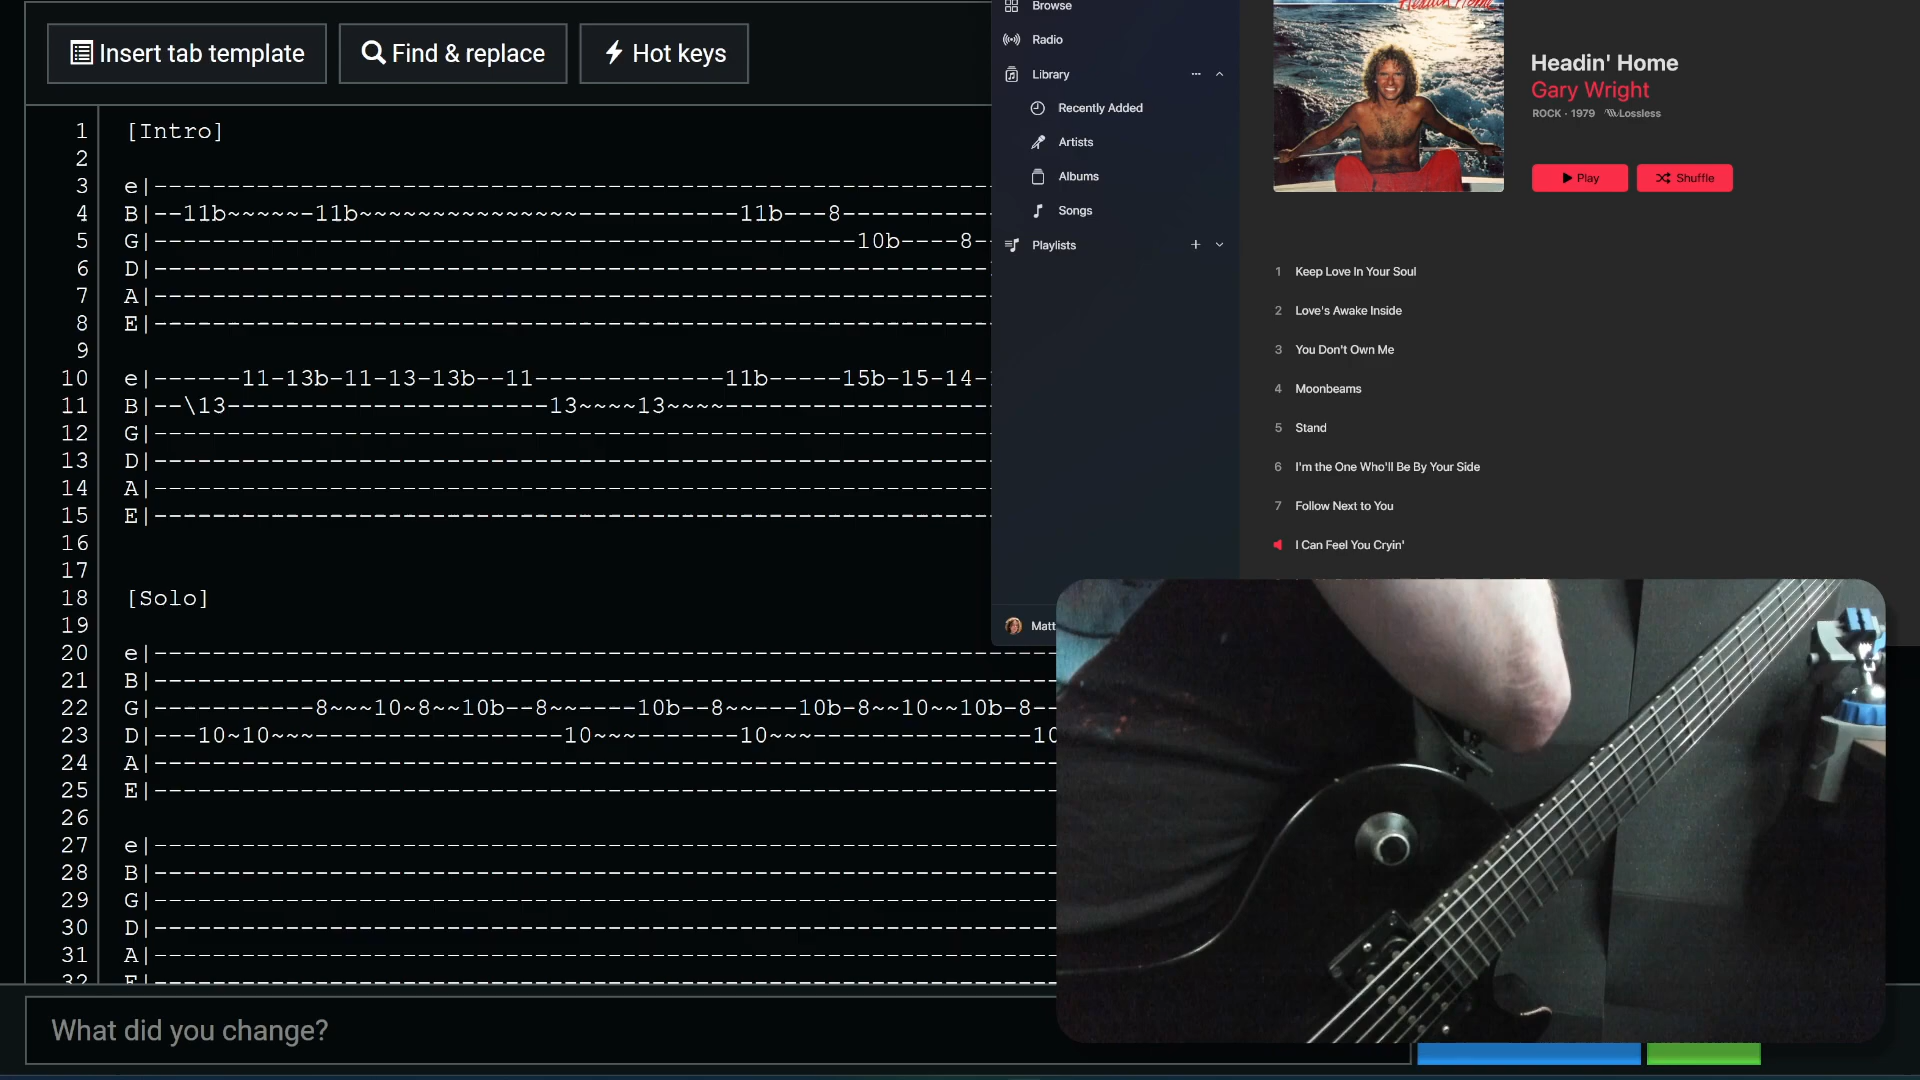 Insert tab template
Find & replace
Hot keys
1 [Intro]
2
3 e|---------------------------------------------------------
4 B|--11b~~~~~~-11b~~~~~~~~~~~~~~~-----------11b---8----------
5 G|------------------------------------------------10b----8-
6 D|---------------------------------------------------------
7 A|---------------------------------------------------------
8 E|---------------------------------------------------------
9
10 e|------11-13b-11-13-13b--11-------------11b-----15b-15-14-
11 B|--\13----------------------13~~~~13~~~~------------------
12 G|---------------------------------------------------------
13 D|---------------------------------------------------------
14 A|---------------------------------------------------------
15 E|---------------------------------------------------------
16
17
18 [Solo]
19
20 e|--------------------------------------------------------------
21 B|--------------------------------------------------------------
22 G|-----------8~~~10~8~~10b--8~~-----10b--8~~-----10b-8~~10~~10b-8--
23 D|---10~10~~~-----------------10~~~-------10~~~---------------10
24 A|--------------------------------------------------------------
25 E|--------------------------------------------------------------
26
27 e|--------------------------------------------------------------
28 B|--------------------------------------------------------------
29 G|--------------------------------------------------------------
30 D|--------------------------------------------------------------
31 A|--------------------------------------------------------------
32 E|--------------------------------------------------------------
What did you change?
Browse
Radio
Library
Recently Added
Artists
Albums
Songs
Playlists
Matt
Headin' Home
Headin' Home
Gary Wright
ROCK · 1979 Lossless
Play
Shuffle
1 Keep Love In Your Soul
2 Love's Awake Inside
3 You Don't Own Me
4 Moonbeams
5 Stand
6 I'm the One Who'll Be By Your Side
7 Follow Next to You
I Can Feel You Cryin'